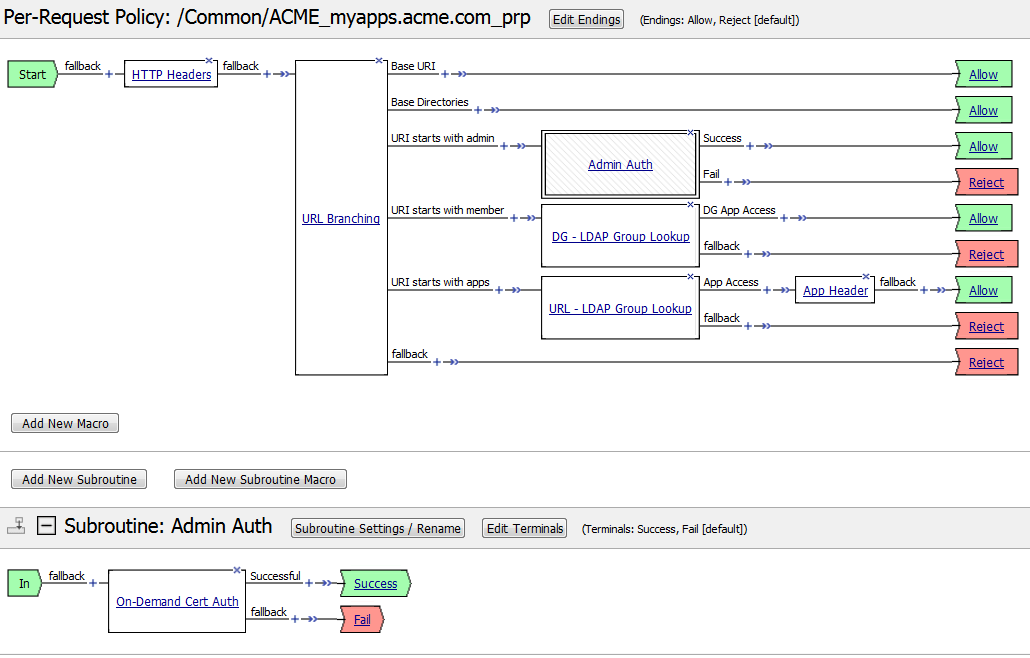 Per-Request Policy: /Common/ACME_myapps.acme.com_prp Edit Endings (Endings: Allow, Reject [default])
Start fallback + HTTP Headers x fallback + x Base URI + Allow
Base Directories + Allow
URI starts with admin + x Success + Allow
Admin Auth
Fail + Reject
URL Branching URI starts with member + x DG App Access + Allow
DG - LDAP Group Lookup
fallback + Reject
URI starts with apps + x App Access + App Header x fallback + Allow
URL - LDAP Group Lookup
fallback + Reject
fallback + Reject
Add New Macro
Add New Subroutine Add New Subroutine Macro
Subroutine: Admin Auth Subroutine Settings / Rename Edit Terminals (Terminals: Success, Fail [default])
In fallback + x Successful + Success
On-Demand Cert Auth
fallback + Fail